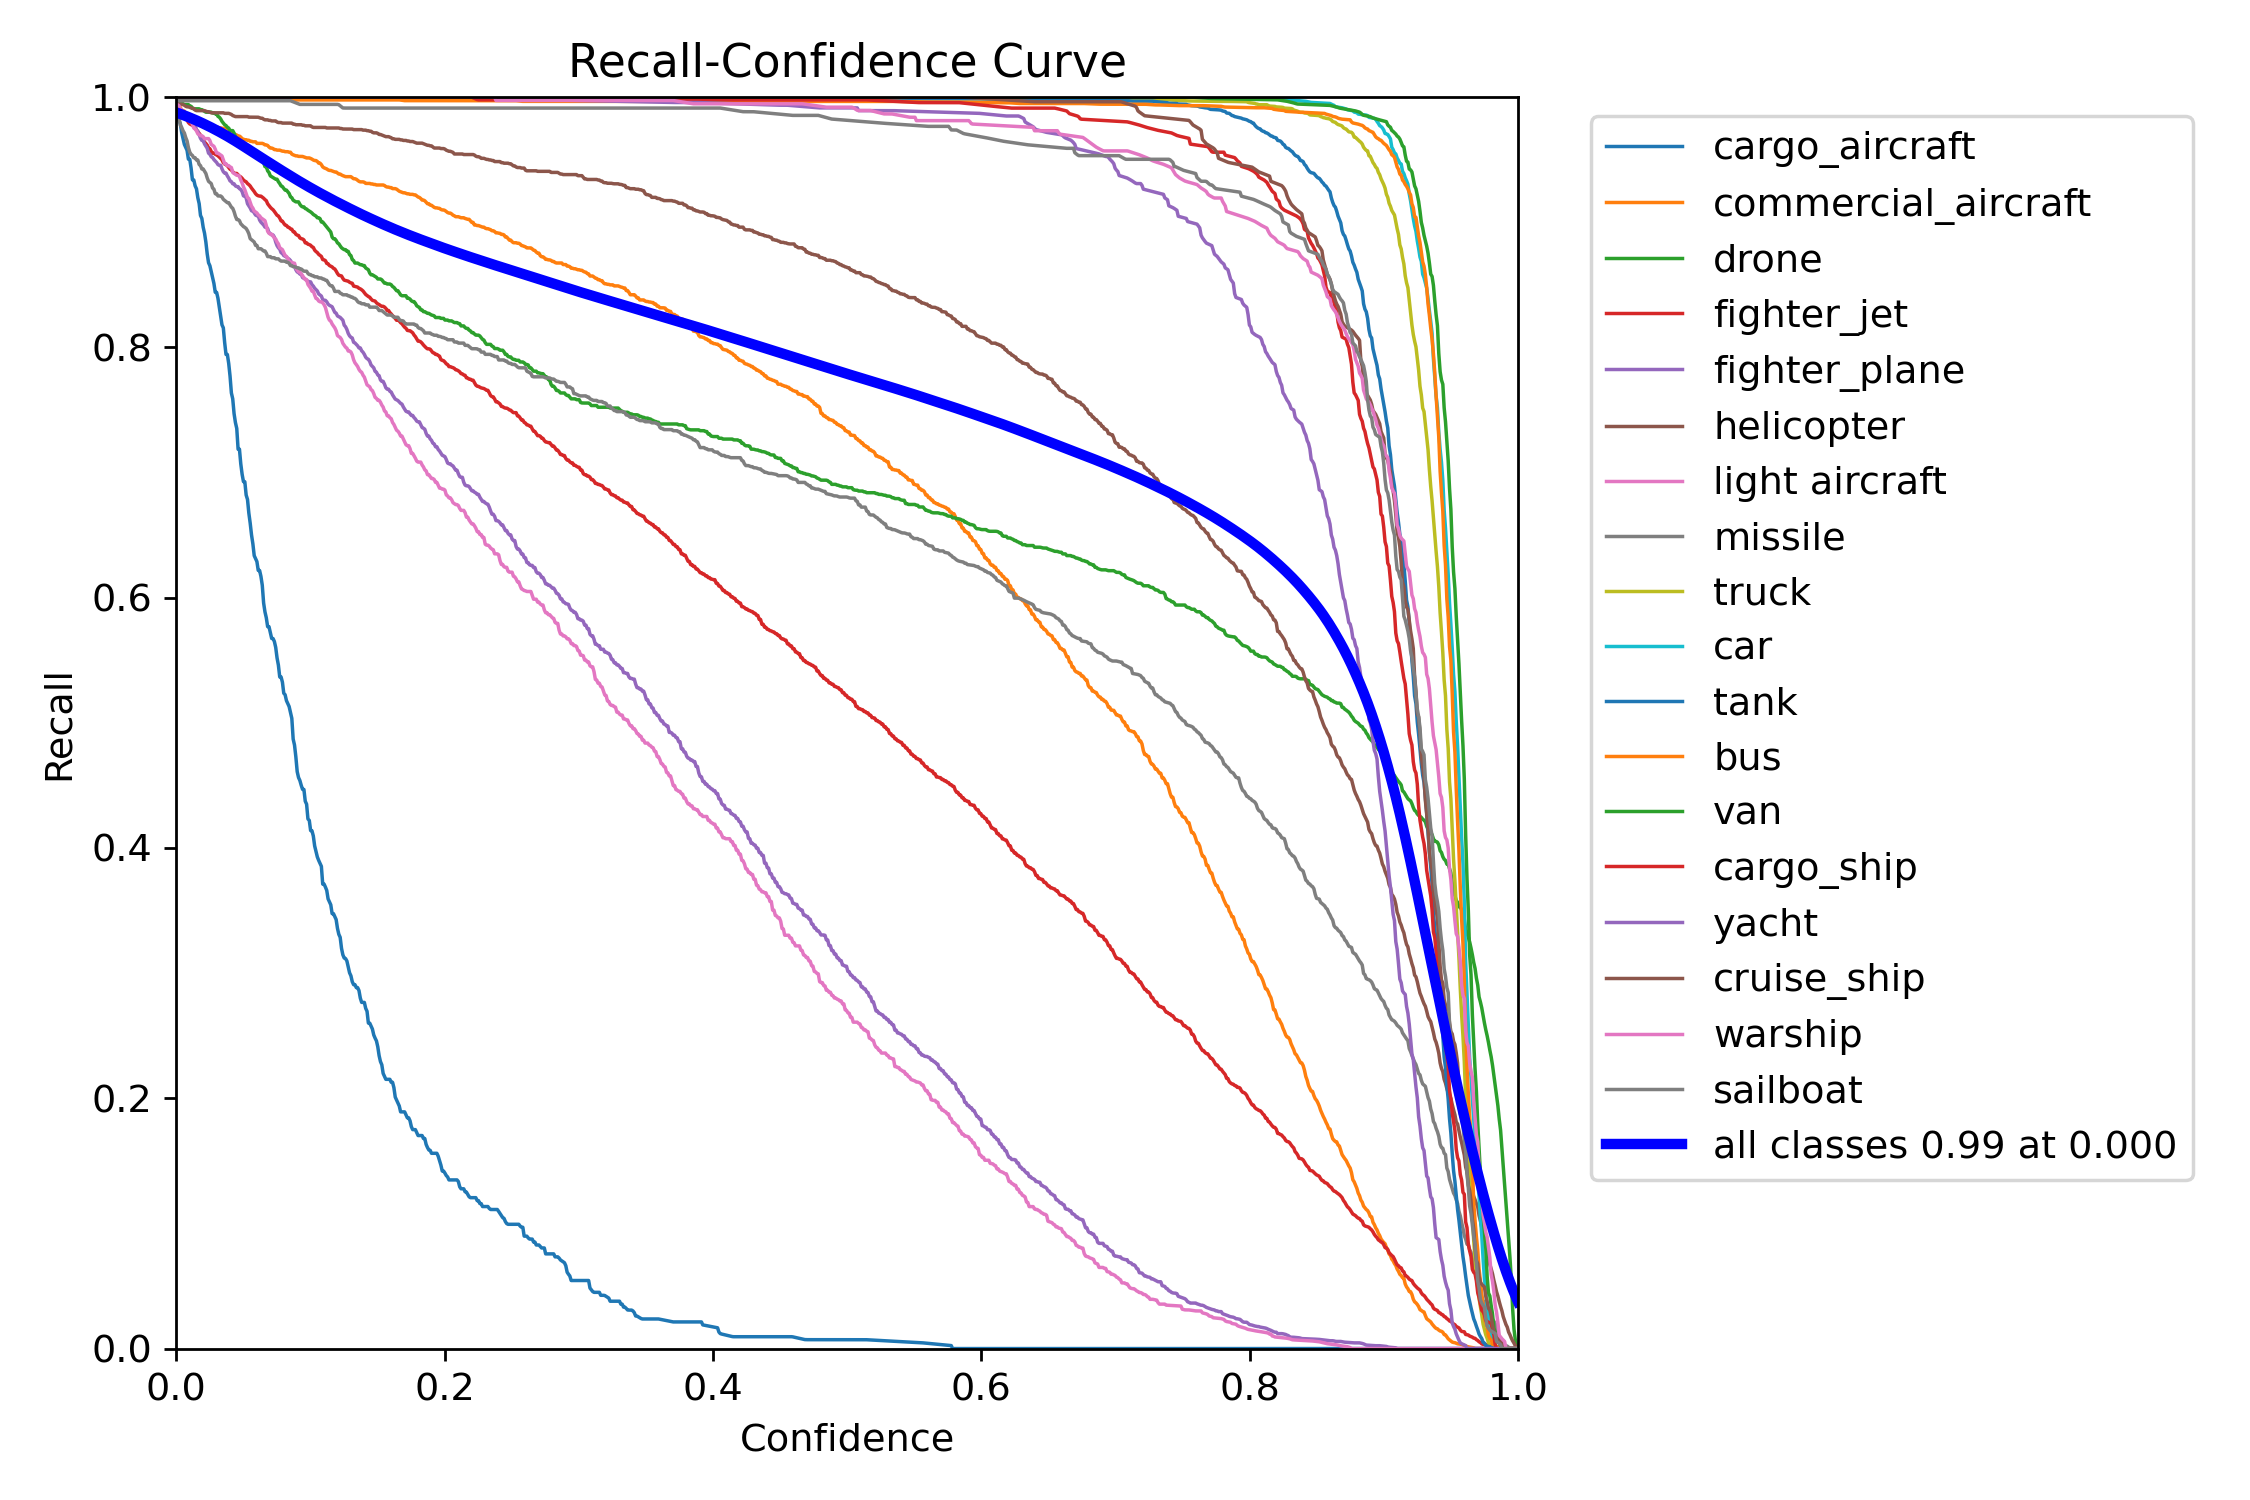 Recall-Confidence Curve
1.0
0.8
0.6
0.4
0.2
0.0
Recall
0.0 0.2 0.4 0.6 0.8 1.0
Confidence
cargo_aircraft
commercial_aircraft
drone
fighter_jet
fighter_plane
helicopter
light aircraft
missile
truck
car
tank
bus
van
cargo_ship
yacht
cruise_ship
warship
sailboat
all classes 0.99 at 0.000